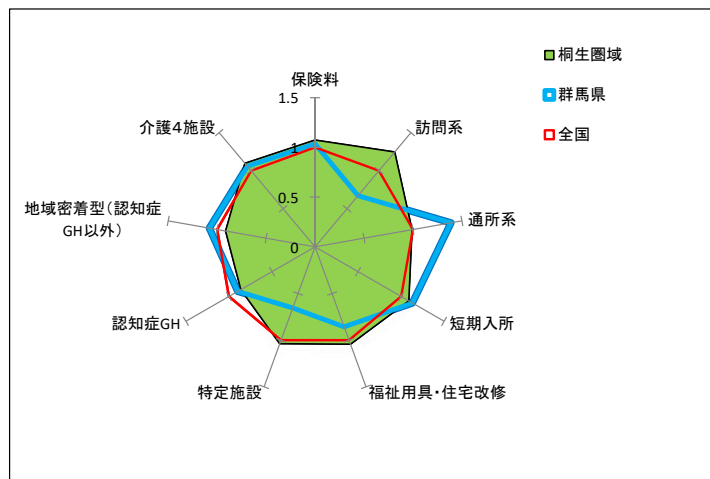 桐生圏域
群馬県
全国
保険料
訪問系
通所系
短期入所
福祉用具・住宅改修
特定施設
認知症GH
地域密着型（認知症
GH以外）
介護４施設
1.5
1
0.5
0